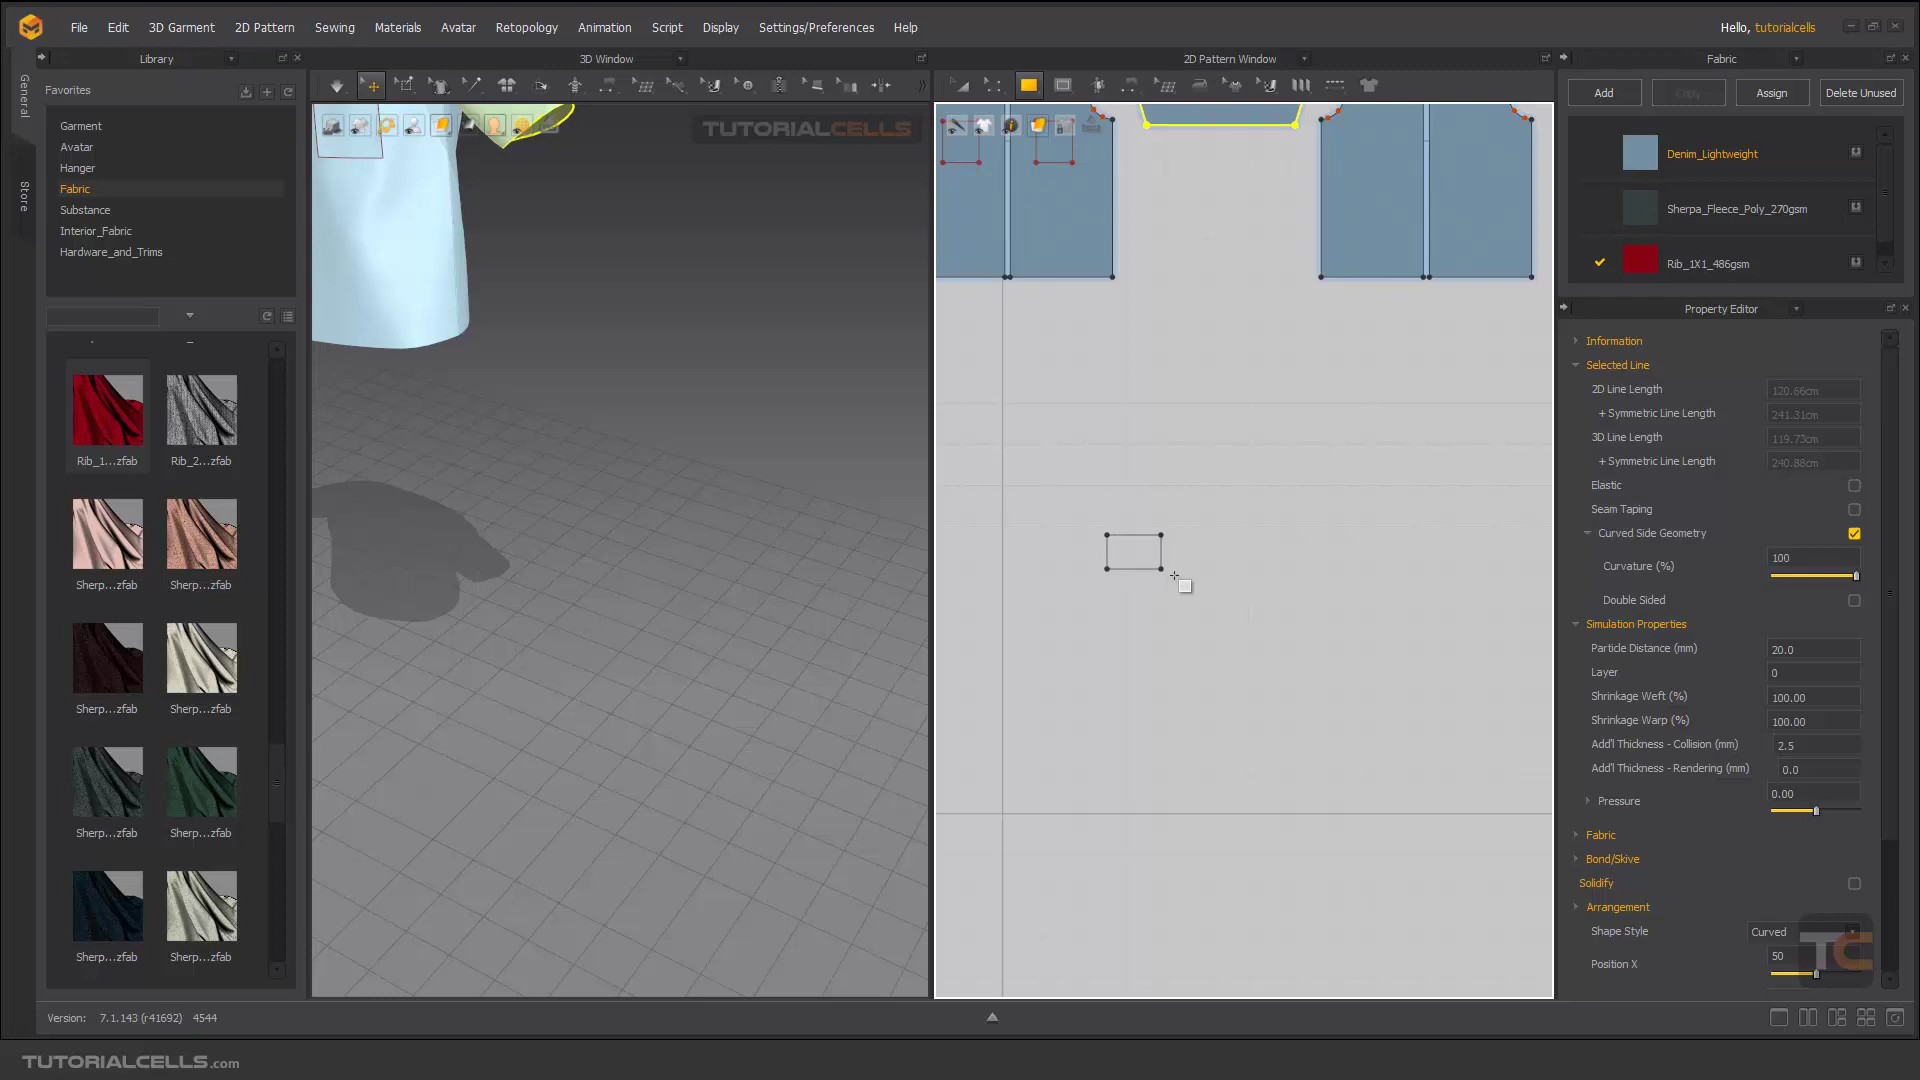 File Edit 3D Garment 2D Pattern Sewing Materials Avatar Retopology Animation Script Display Settings/Preferences Help
Hello, tutorialcells
General
Store
Library
Favorites
Garment
Avatar
Hanger
Fabric
Substance
Interior_Fabric
Hardware_and_Trims
Rib_1...zfab Rib_2...zfab
Sherp...zfab Sherp...zfab
Sherp...zfab Sherp...zfab
Sherp...zfab Sherp...zfab
Sherp...zfab Sherp...zfab
3D Window
TUTORIALCELLS
2D Pattern Window
Fabric
Add Copy Assign Delete Unused
Denim_Lightweight
Sherpa_Fleece_Poly_270gsm
Rib_1X1_486gsm
Property Editor
Information
Selected Line
2D Line Length 120.66cm
+ Symmetric Line Length 241.31cm
3D Line Length 119.73cm
+ Symmetric Line Length 240.88cm
Elastic
Seam Taping
Curved Side Geometry
Curvature (%) 100
Double Sided
Simulation Properties
Particle Distance (mm) 20.0
Layer 0
Shrinkage Weft (%) 100.00
Shrinkage Warp (%) 100.00
Add'l Thickness - Collision (mm) 2.5
Add'l Thickness - Rendering (mm) 0.0
Pressure 0.00
Fabric
Bond/Skive
Solidify
Arrangement
Shape Style Curved
Position X 50
TC
Version: 7.1.143 (r41692) 4544
TUTORIALCELLS.com